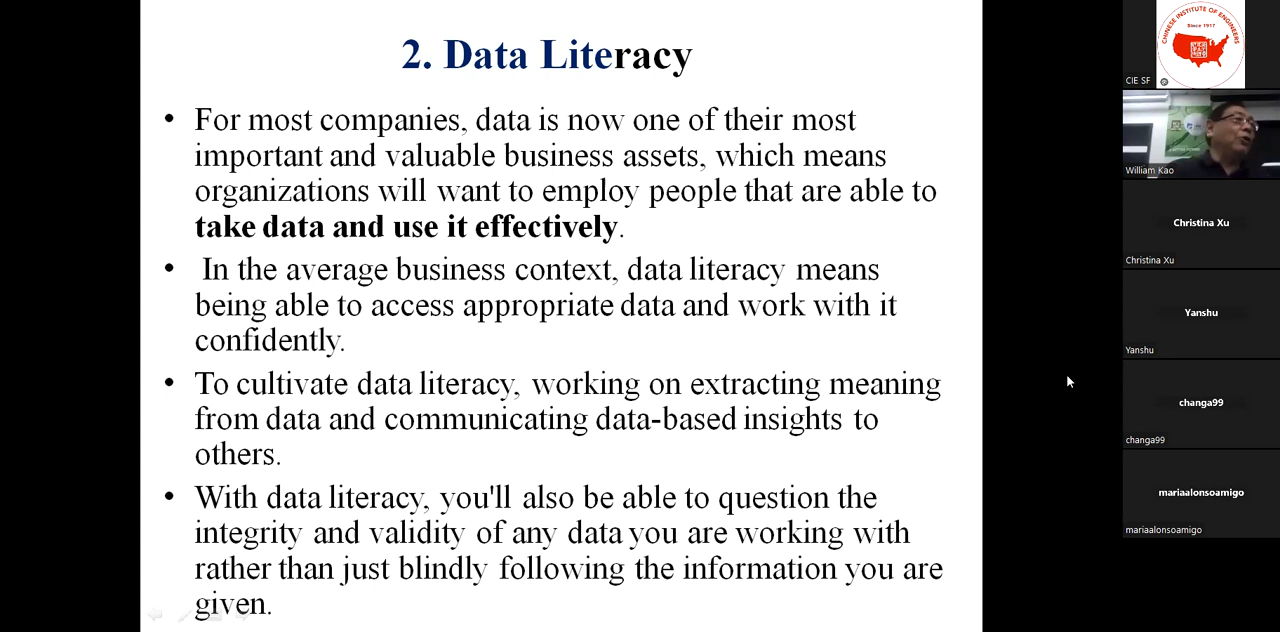 2. Data Literacy
• For most companies, data is now one of their most
important and valuable business assets, which means
organizations will want to employ people that are able to
take data and use it effectively.
• In the average business context, data literacy means
being able to access appropriate data and work with it
confidently.
• To cultivate data literacy, working on extracting meaning
from data and communicating data-based insights to
others.
• With data literacy, you'll also be able to question the
integrity and validity of any data you are working with
rather than just blindly following the information you are
given.
CHINESE INSTITUTE OF ENGINEERS
Since 1917
CIE SF
William Kao
Christina Xu
Christina Xu
Yanshu
Yanshu
changa99
changa99
mariaalonsoamigo
mariaalonsoamigo